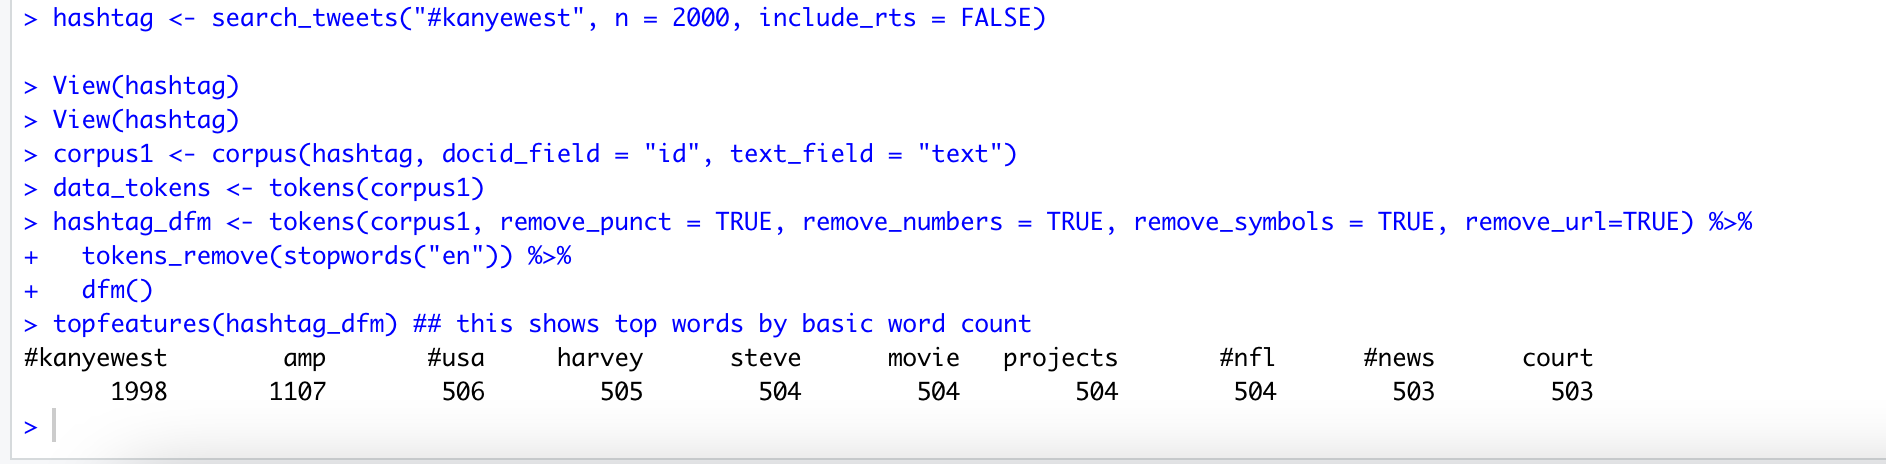 > hashtag <- search_tweets("#kanyewest", n = 2000, include_rts = FALSE)
> View(hashtag)
> View(hashtag)
> corpus1 <- corpus(hashtag, docid_field = "id", text_field = "text")
> data_tokens <- tokens(corpus1)
> hashtag_dfm <- tokens(corpus1, remove_punct = TRUE, remove_numbers = TRUE, remove_symbols = TRUE, remove_url=TRUE) %>%
+   tokens_remove(stopwords("en")) %>%
+   dfm()
> topfeatures(hashtag_dfm) ## this shows top words by basic word count
#kanyewest        amp       #usa     harvey      steve      movie   projects       #nfl      #news      court
      1998       1107        506        505        504        504        504        504        503        503
>